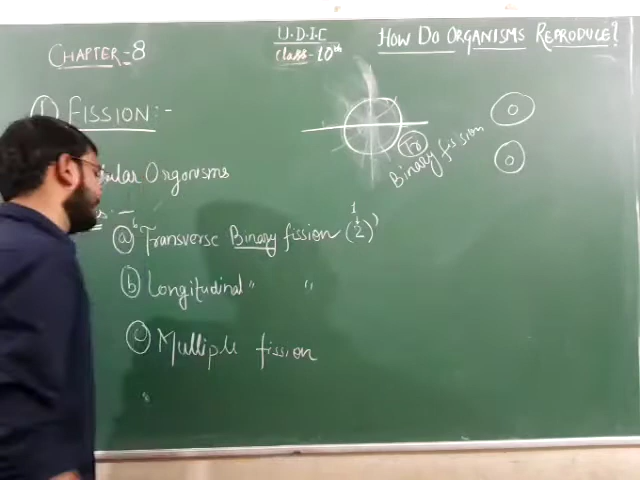 CHAPTER-8
U.D.I.C
Class-10th
HOW DO ORGANISMS REPRODUCE?
① FISSION:-
Tr
Binary fission
Organisms
ⓐ Transverse Binary fission (1 2)
ⓑ Longitudinal " "
ⓒ Multiple fission